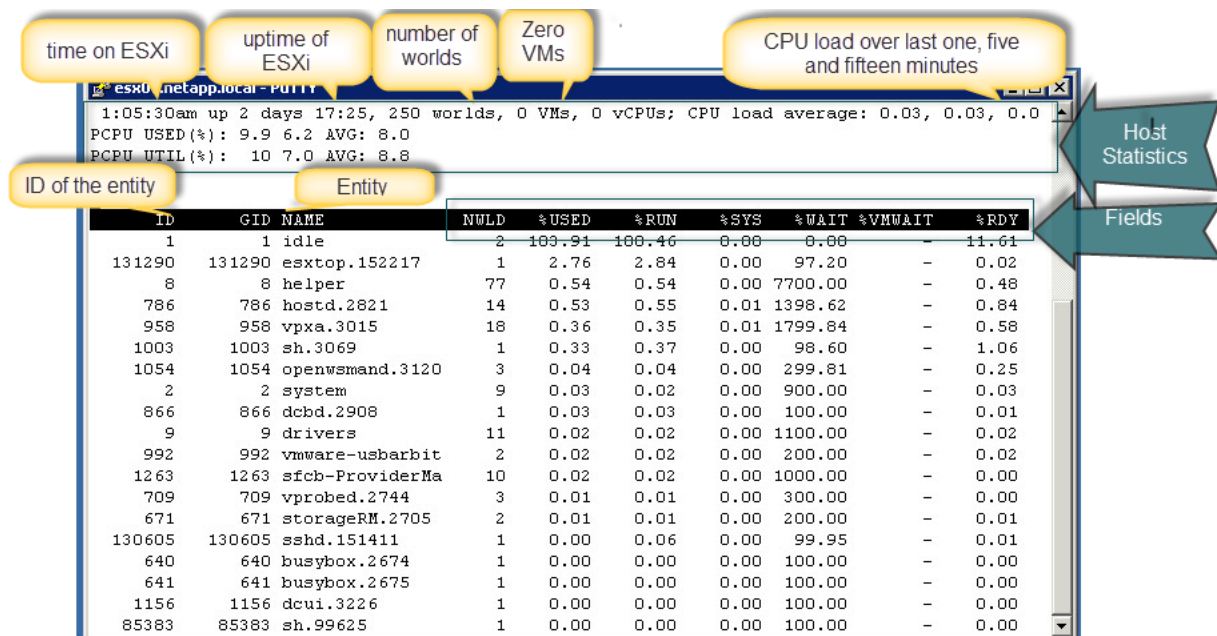 time on ESXi
uptime of
ESXi
number of
worlds
Zero
VMs
CPU load over last one, five
and fifteen minutes
1:05:30am up 2 days 17:25, 250 worlds, 0 VMs, 0 vCPUs; CPU load average: 0.03, 0.03, 0.0
PCPU USED(%): 9.9 6.2 AVG: 8.0
PCPU UTIL(%): 10 7.0 AVG: 8.8
Host
Statistics
ID of the entity
Entity
Fields
ID GID NAME NWLD %USED %RUN %SYS %WAIT %VMWAIT %RDY
1 1 idle 2 103.91 100.46 0.00 0.00 - 11.61
131290 131290 esxtop.152217 1 2.76 2.84 0.00 97.20 - 0.02
8 8 helper 77 0.54 0.54 0.00 7700.00 - 0.48
786 786 hostd.2821 14 0.53 0.55 0.01 1398.62 - 0.84
958 958 vpxa.3015 18 0.36 0.35 0.01 1799.84 - 0.58
1003 1003 sh.3069 1 0.33 0.37 0.00 98.60 - 1.06
1054 1054 openwsmand.3120 3 0.04 0.04 0.00 299.81 - 0.25
2 2 system 9 0.03 0.02 0.00 900.00 - 0.03
866 866 dcbd.2908 1 0.03 0.03 0.00 100.00 - 0.01
9 9 drivers 11 0.02 0.02 0.00 1100.00 - 0.02
992 992 vmware-usbarbit 2 0.02 0.02 0.00 200.00 - 0.02
1263 1263 sfcb-ProviderMa 10 0.02 0.02 0.00 1000.00 - 0.00
709 709 vprobed.2744 3 0.01 0.01 0.00 300.00 - 0.00
671 671 storageRM.2705 2 0.01 0.01 0.00 200.00 - 0.01
130605 130605 sshd.151411 1 0.00 0.06 0.00 99.95 - 0.01
640 640 busybox.2674 1 0.00 0.00 0.00 100.00 - 0.00
641 641 busybox.2675 1 0.00 0.00 0.00 100.00 - 0.00
1156 1156 dcui.3226 1 0.00 0.00 0.00 100.00 - 0.00
85383 85383 sh.99625 1 0.00 0.00 0.00 100.00 - 0.00